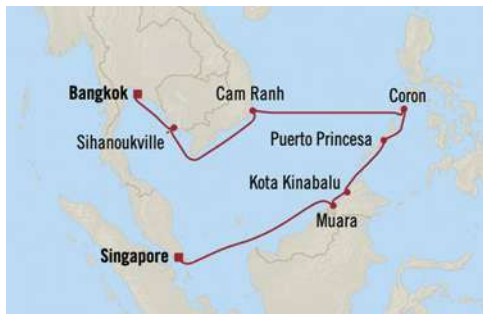 Bangkok
Cam Ranh
Coron
Sihanoukville
Puerto Princesa
Kota Kinabalu
Muara
Singapore